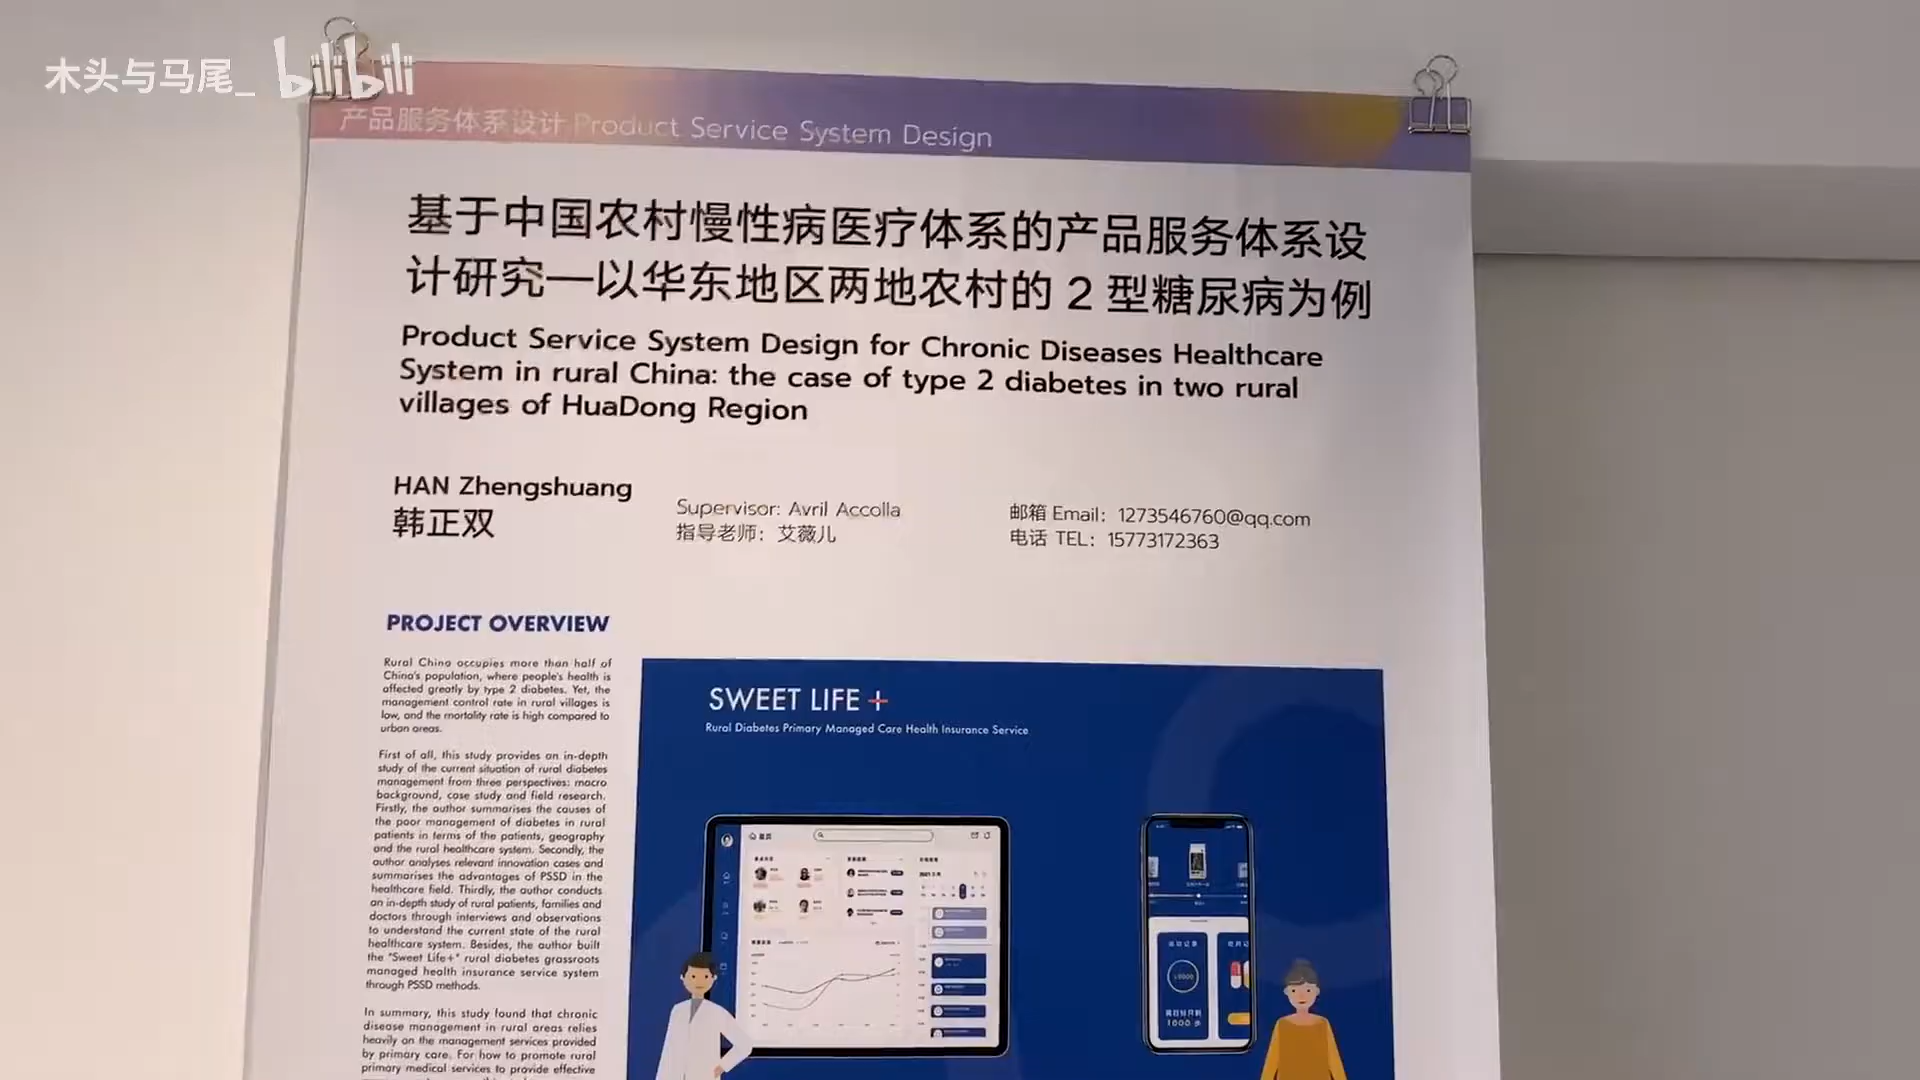 木头与马尾_ bilibili
产品服务体系设计 Product Service System Design
基于中国农村慢性病医疗体系的产品服务体系设
计研究—以华东地区两地农村的 2 型糖尿病为例
Product Service System Design for Chronic Diseases Healthcare
System in rural China: the case of type 2 diabetes in two rural
villages of HuaDong Region
HAN Zhengshuang
韩正双
Supervisor: Avril Accolla
指导老师：艾薇儿
邮箱 Email：1273546760@qq.com
电话 TEL：15773172363
PROJECT OVERVIEW
Rural China occupies more than half of
China's population, where people's health is
affected greatly by type 2 diabetes. Yet, the
management control rate in rural villages is
low, and the mortality rate is high compared to
urban areas.
First of all, this study provides an in-depth
study of the current situation of rural diabetes
management from three perspectives: macro
background, case study and field research.
Firstly, the author summarises the causes of
the poor management of diabetes in rural
patients in terms of the patients, geography
and the rural healthcare system. Secondly, the
author analyses relevant innovation cases and
summarises the advantages of PSSD in the
healthcare field. Thirdly, the author conducts
an in-depth study of rural patients, families and
doctors through interviews and observations
to understand the current state of the rural
healthcare system. Besides, the author built
the "Sweet Life+" rural diabetes grassroots
managed health insurance service system
through PSSD methods.
In summary, this study found that chronic
disease management in rural areas relies
heavily on the management services provided
by primary care. For how to promote rural
primary medical services to provide effective
SWEET LIFE +
Rural Diabetes Primary Managed Care Health Insurance Service
首页
2021
运动记录
1000 步